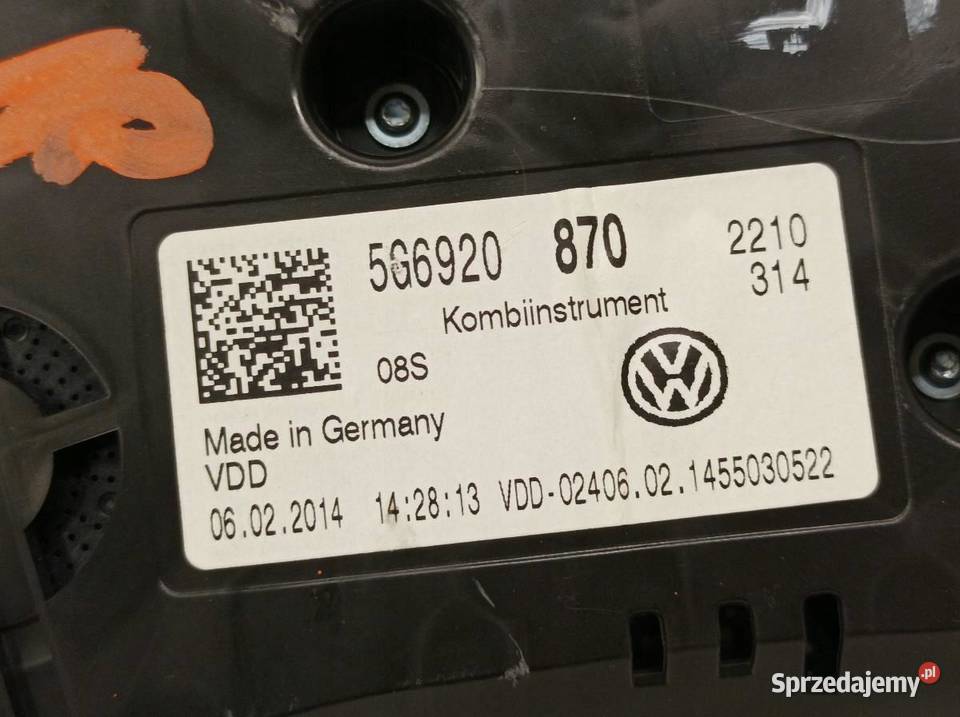 5G6920 870 2210
314
Kombiinstrument
08S
Made in Germany
VDD
06.02.2014 14:28:13 VDD-02406.02.1455030522
Sprzedajemy.pl